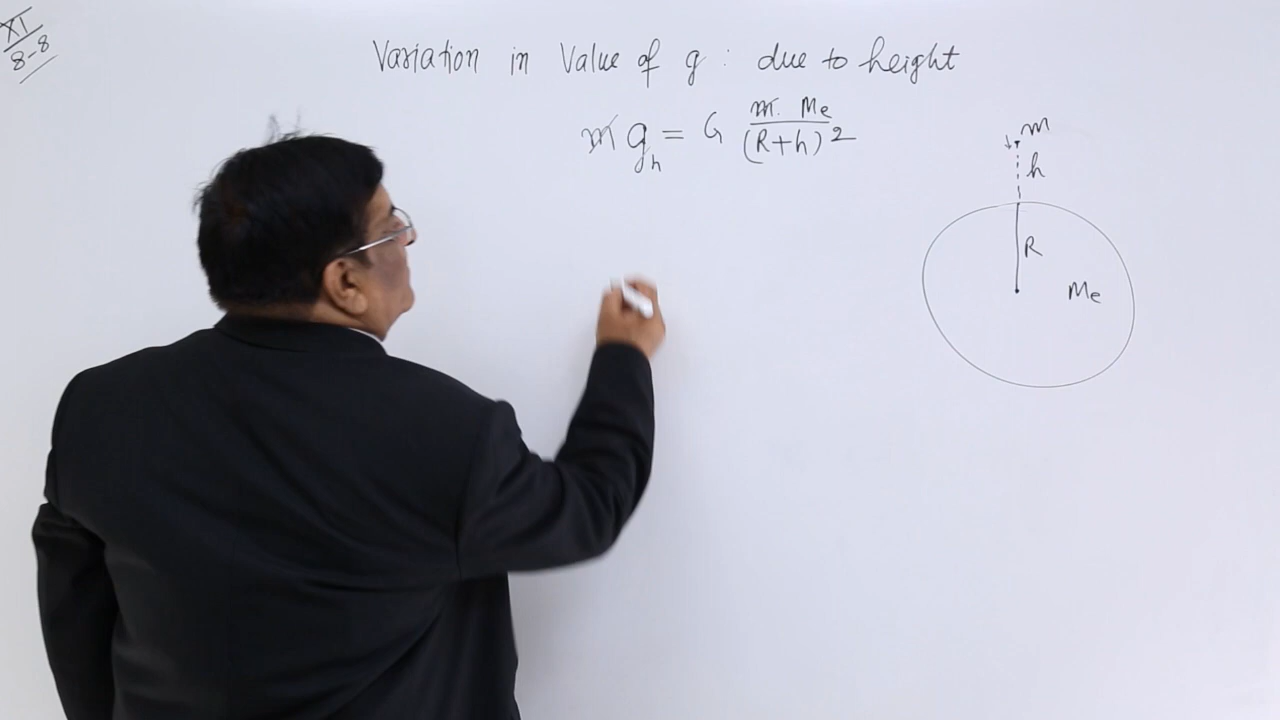 XI
8-8
Variation in Value of g : due to height
m g_h = G m. Me / (R+h)²
m
h
R
Me